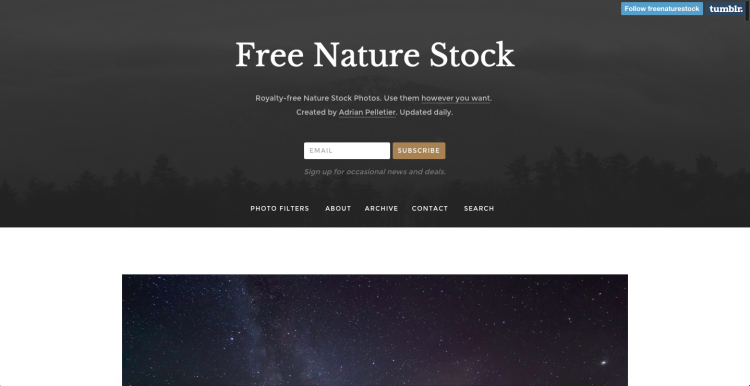 Follow freenaturestock tumblr.
Free Nature Stock
Royalty-free Nature Stock Photos. Use them however you want.
Created by Adrian Pelletier. Updated daily.
EMAIL SUBSCRIBE
Sign up for occasional news and deals.
PHOTO FILTERS ABOUT ARCHIVE CONTACT SEARCH